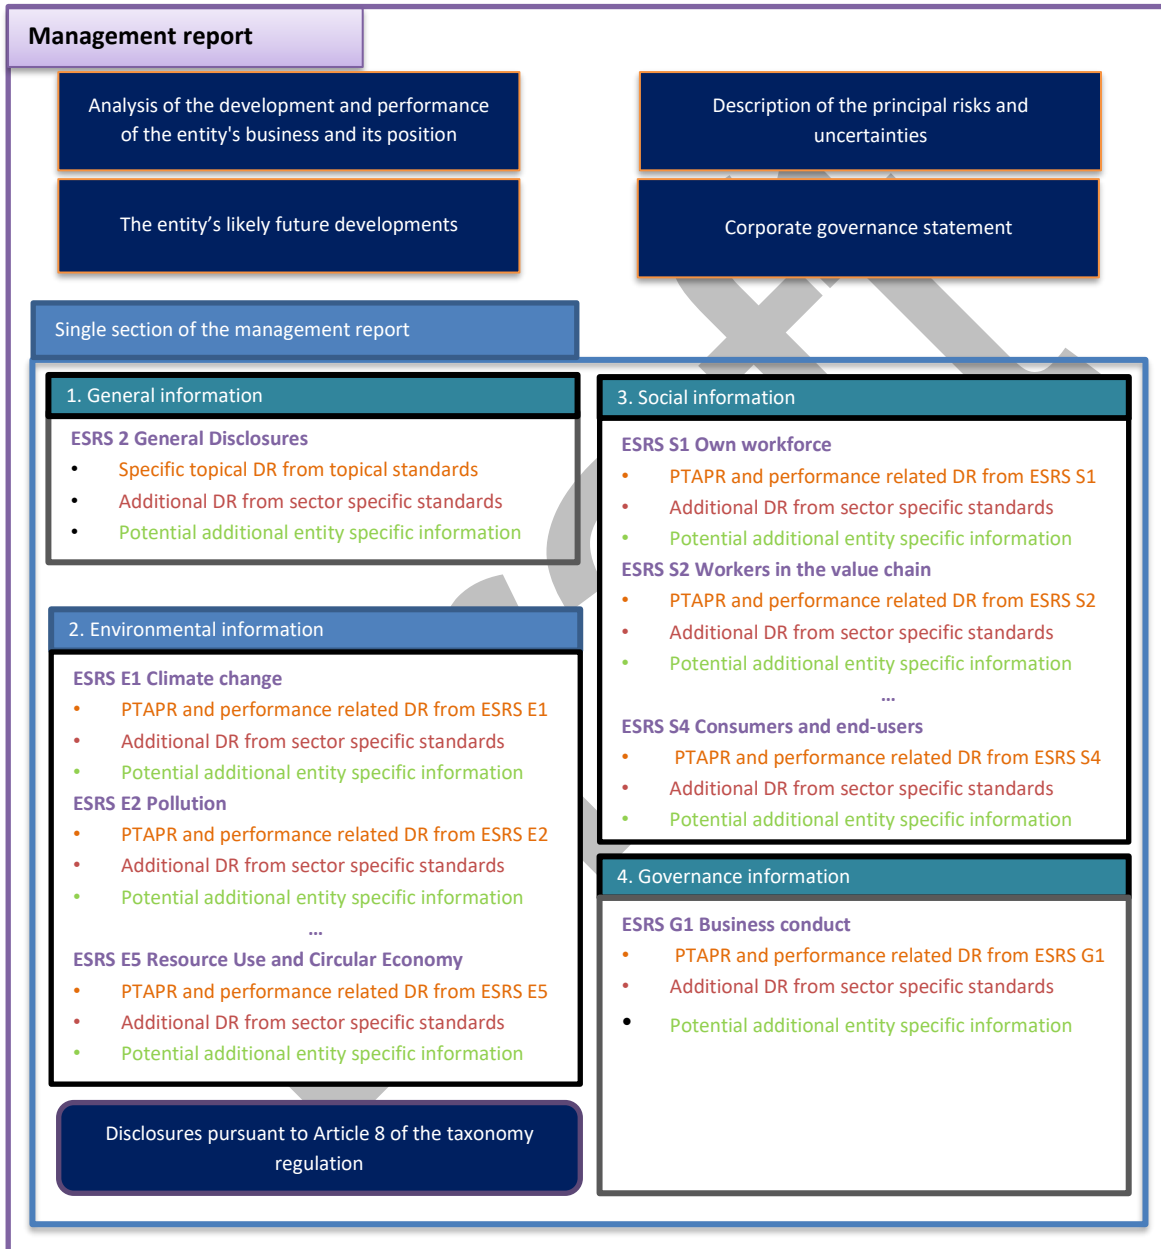 Management report
Analysis of the development and performance
of the entity's business and its position
Description of the principal risks and
uncertainties
The entity’s likely future developments
Corporate governance statement
Single section of the management report
1. General information
ESRS 2 General Disclosures
• Specific topical DR from topical standards
• Additional DR from sector specific standards
• Potential additional entity specific information
2. Environmental information
ESRS E1 Climate change
• PTAPR and performance related DR from ESRS E1
• Additional DR from sector specific standards
• Potential additional entity specific information
ESRS E2 Pollution
• PTAPR and performance related DR from ESRS E2
• Additional DR from sector specific standards
• Potential additional entity specific information
...
ESRS E5 Resource Use and Circular Economy
• PTAPR and performance related DR from ESRS E5
• Additional DR from sector specific standards
• Potential additional entity specific information
Disclosures pursuant to Article 8 of the taxonomy
regulation
3. Social information
ESRS S1 Own workforce
• PTAPR and performance related DR from ESRS S1
• Additional DR from sector specific standards
• Potential additional entity specific information
ESRS S2 Workers in the value chain
• PTAPR and performance related DR from ESRS S2
• Additional DR from sector specific standards
• Potential additional entity specific information
...
ESRS S4 Consumers and end-users
• PTAPR and performance related DR from ESRS S4
• Additional DR from sector specific standards
• Potential additional entity specific information
4. Governance information
ESRS G1 Business conduct
• PTAPR and performance related DR from ESRS G1
• Additional DR from sector specific standards
• Potential additional entity specific information